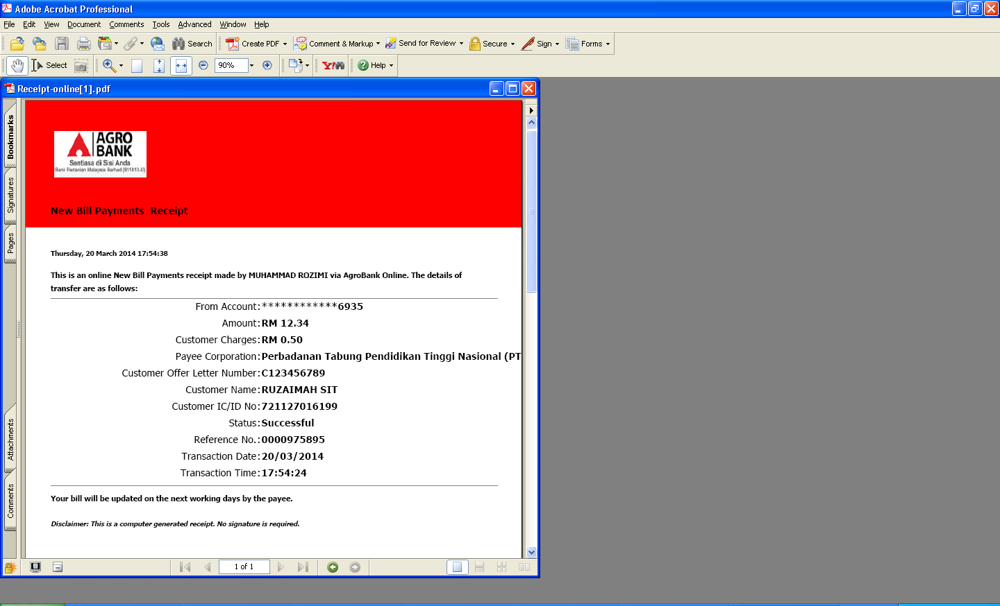 Adobe Acrobat Professional
File Edit View Document Comments Tools Advanced Window Help
Search Create PDF Comment & Markup Send for Review Secure Sign Forms
Select 90% Y! Help
Receipt-online[1].pdf
Bookmarks
Signatures
Pages
Attachments
Comments
AGRO
BANK
Sentiasa di Sisi Anda
Bank Pertanian Malaysia Berhad (811810-U)
New Bill Payments Receipt
Thursday, 20 March 2014 17:54:38
This is an online New Bill Payments receipt made by MUHAMMAD ROZIMI via AgroBank Online. The details of
transfer are as follows:
From Account:************6935
Amount:RM 12.34
Customer Charges:RM 0.50
Payee Corporation:Perbadanan Tabung Pendidikan Tinggi Nasional (PT
Customer Offer Letter Number:C123456789
Customer Name:RUZAIMAH SIT
Customer IC/ID No:721127016199
Status:Successful
Reference No.:0000975895
Transaction Date:20/03/2014
Transaction Time:17:54:24
Your bill will be updated on the next working days by the payee.
Disclaimer: This is a computer generated receipt. No signature is required.
1 of 1